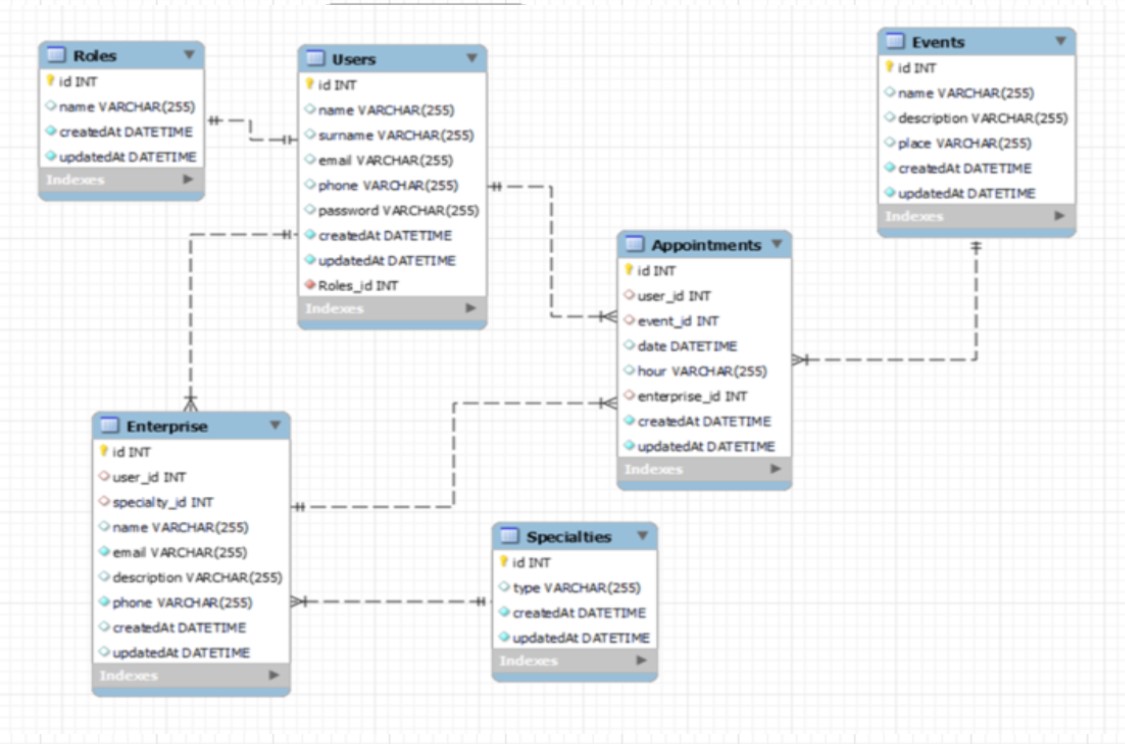 Roles
id INT
name VARCHAR(255)
createdAt DATETIME
updatedAt DATETIME
Indexes
Users
id INT
name VARCHAR(255)
surname VARCHAR(255)
email VARCHAR(255)
phone VARCHAR(255)
password VARCHAR(255)
createdAt DATETIME
updatedAt DATETIME
Roles_id INT
Indexes
Events
id INT
name VARCHAR(255)
description VARCHAR(255)
place VARCHAR(255)
createdAt DATETIME
updatedAt DATETIME
Indexes
Appointments
id INT
user_id INT
event_id INT
date DATETIME
hour VARCHAR(255)
enterprise_id INT
createdAt DATETIME
updatedAt DATETIME
Indexes
Enterprise
id INT
user_id INT
specialty_id INT
name VARCHAR(255)
email VARCHAR(255)
description VARCHAR(255)
phone VARCHAR(255)
createdAt DATETIME
updatedAt DATETIME
Indexes
Specialties
id INT
type VARCHAR(255)
createdAt DATETIME
updatedAt DATETIME
Indexes